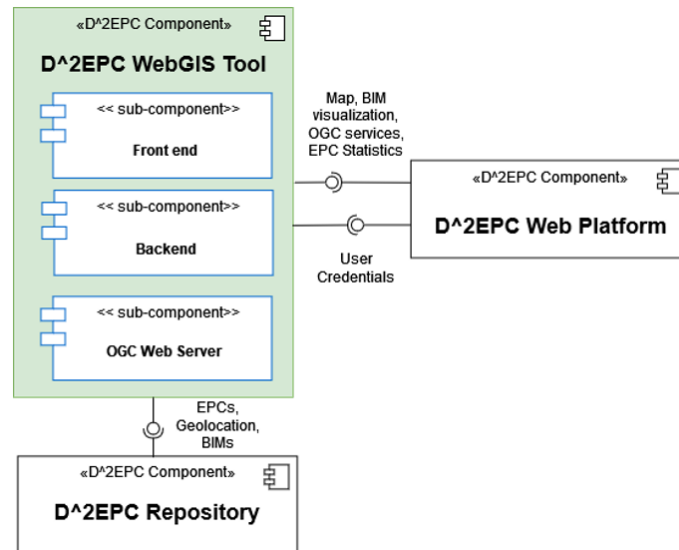 «D^2EPC Component»
D^2EPC WebGIS Tool
<< sub-component>>
Front end
<< sub-component>>
Backend
<< sub-component>>
OGC Web Server
Map, BIM
visualization,
OGC services,
EPC Statistics
«D^2EPC Component»
D^2EPC Web Platform
User
Credentials
EPCs,
Geolocation,
BIMs
«D^2EPC Component»
D^2EPC Repository